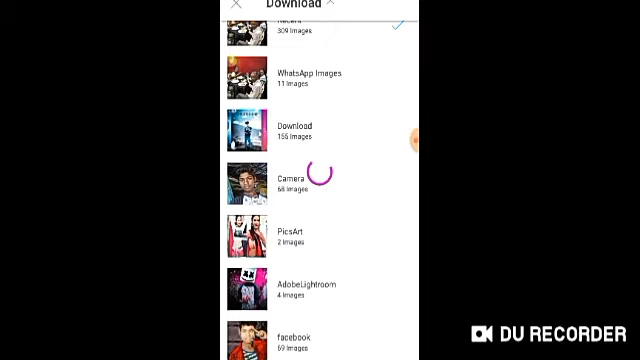 Download
Recent
309 Images
WhatsApp Images
11 Images
Download
155 Images
Camera
68 Images
PicsArt
2 Images
AdobeLightroom
4 Images
facebook
69 Images
DU RECORDER